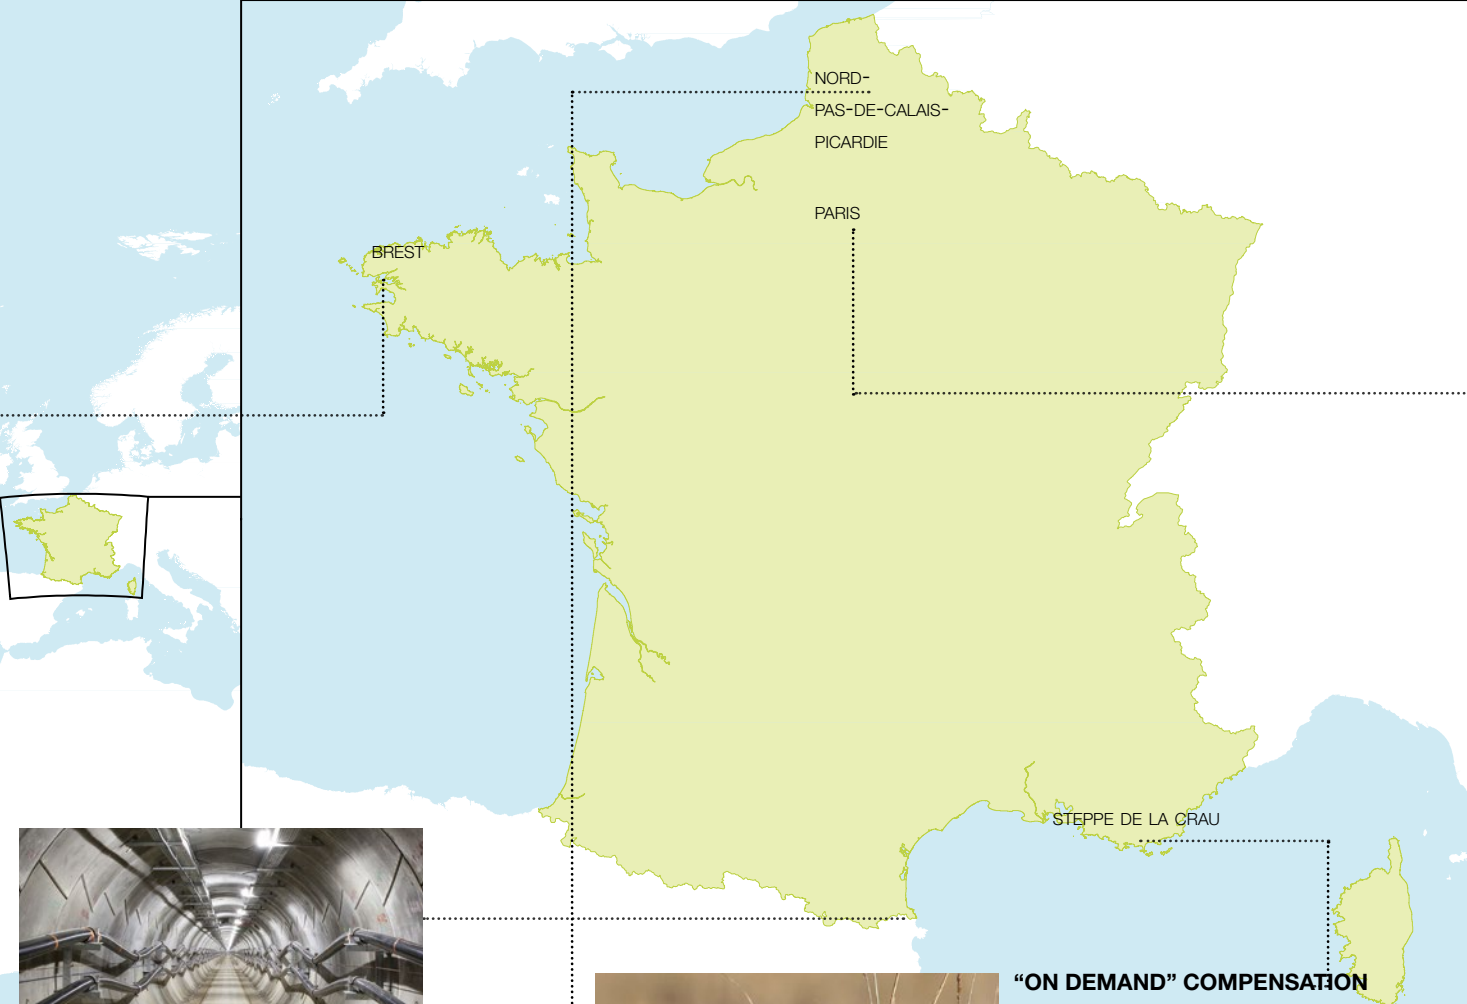 NORD-
PAS-DE-CALAIS-
PICARDIE
PARIS
BREST
STEPPE DE LA CRAU
“ON DEMAND” COMPENSATION